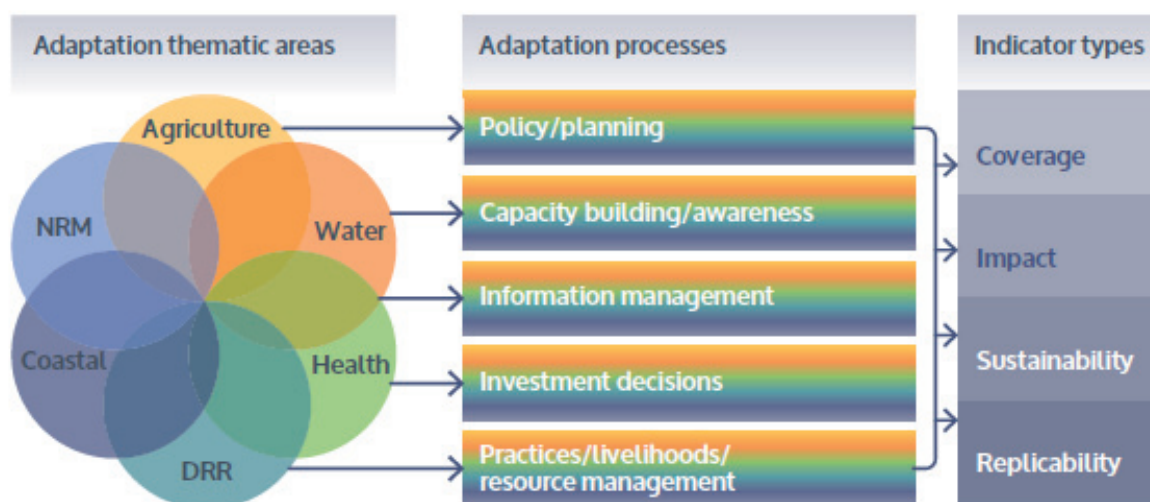 Adaptation thematic areas
Agriculture
NRM
Water
Coastal
Health
DRR
Adaptation processes
Policy/planning
Capacity building/awareness
Information management
Investment decisions
Practices/livelihoods/
resource management
Indicator types
Coverage
Impact
Sustainability
Replicability